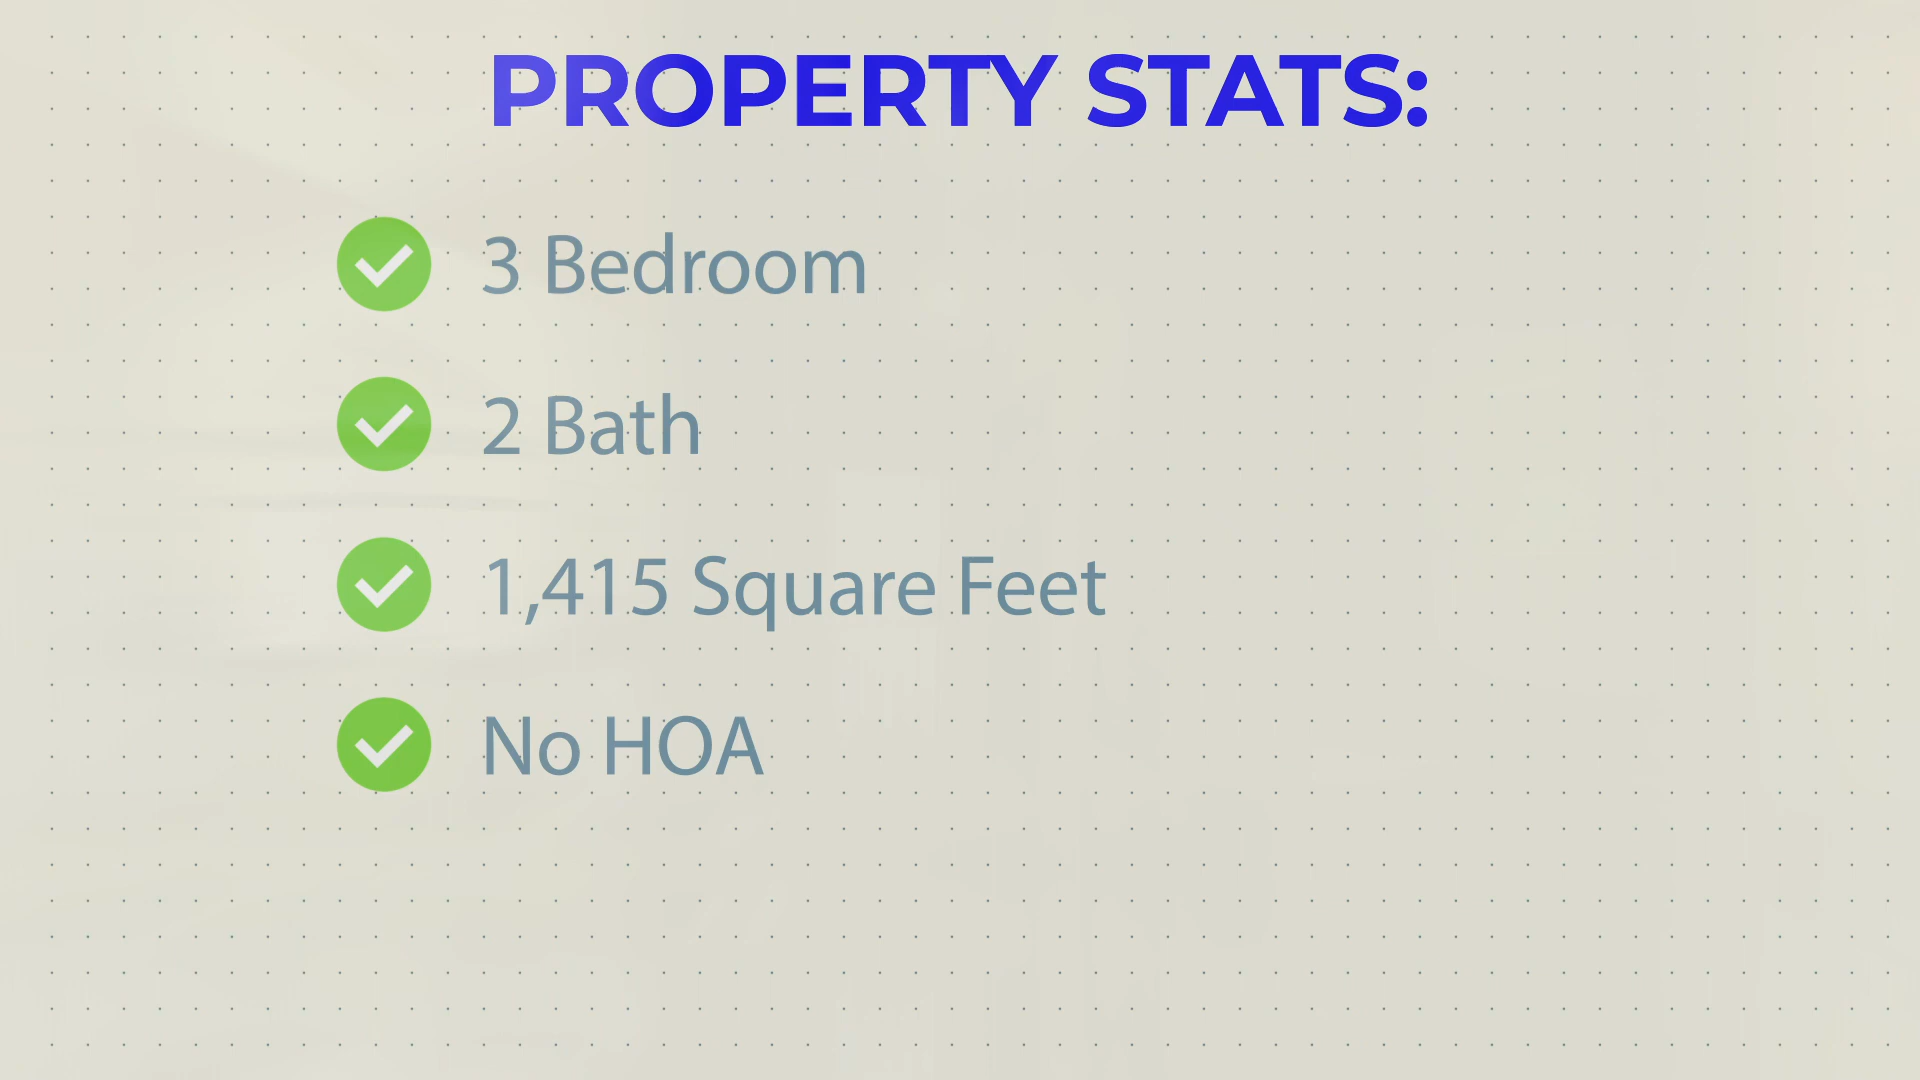 PROPERTY STATS:
3 Bedroom
2 Bath
1,415 Square Feet
No HOA